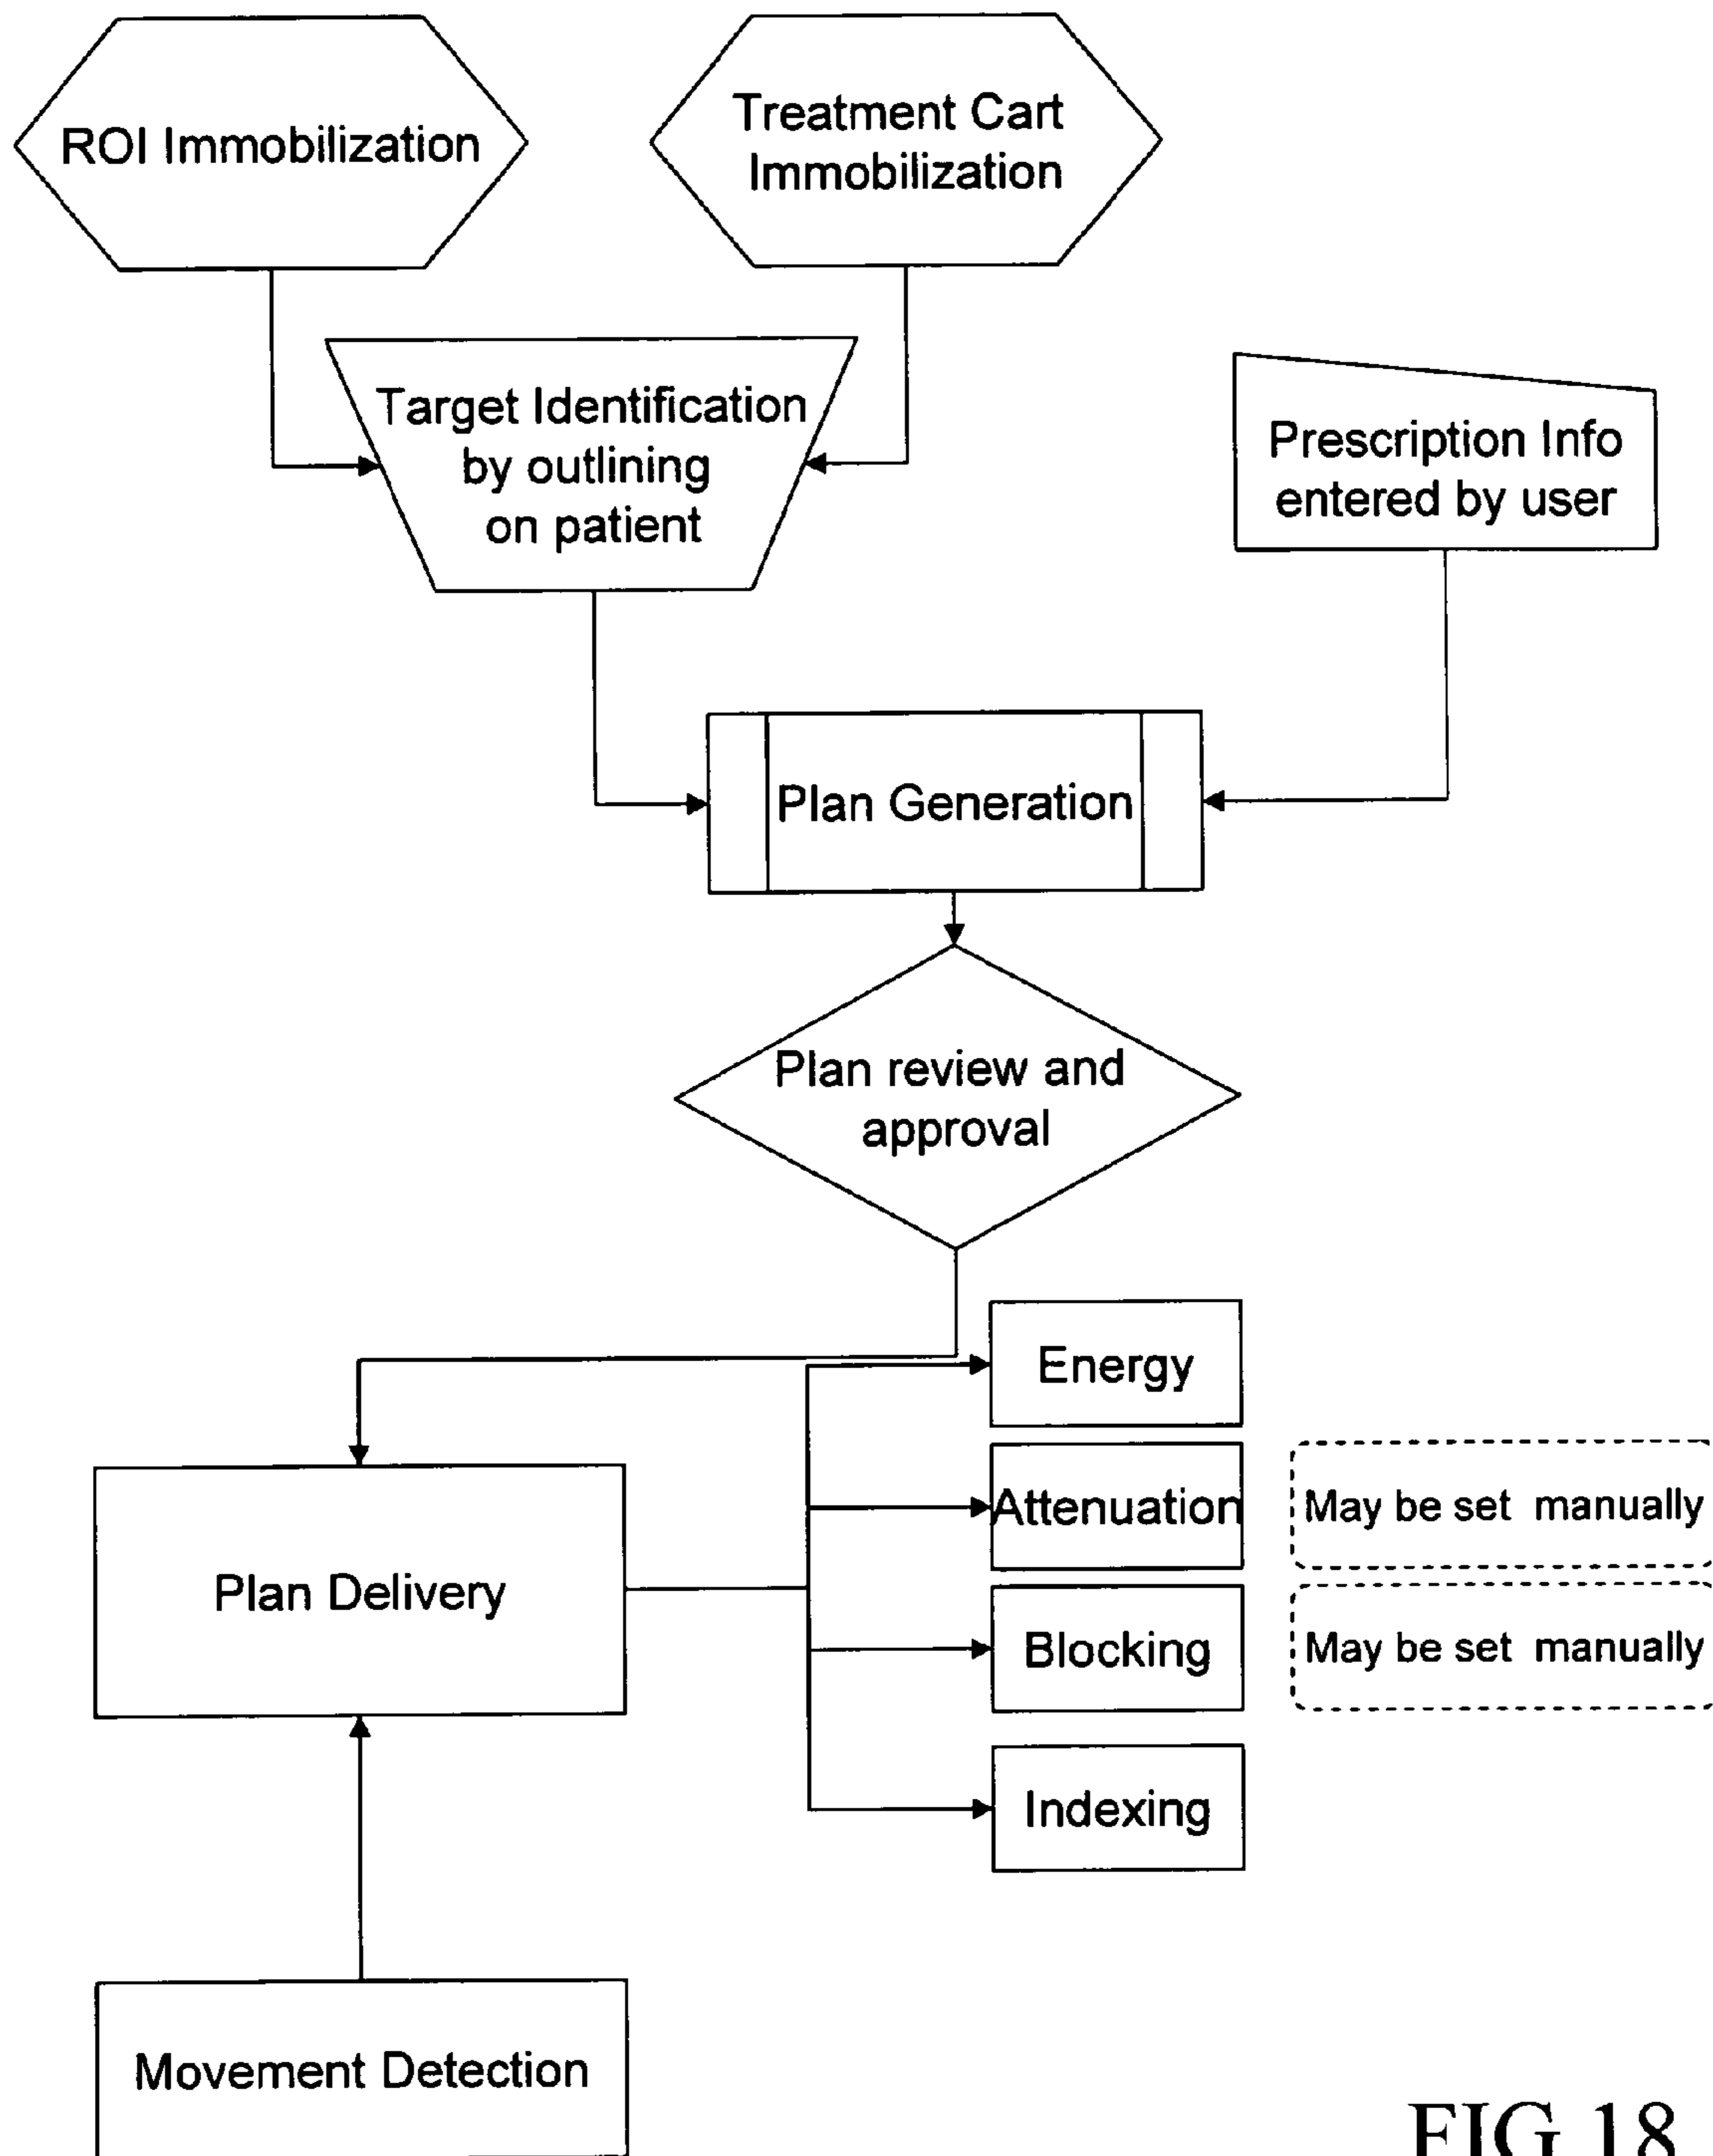 ROI Immobilization
Treatment Cart
Immobilization
Target Identification
by outlining
on patient
Prescription Info
entered by user
Plan Generation
Plan review and
approval
Energy
Attenuation
May be set manually
Plan Delivery
Blocking
May be set manually
Indexing
Movement Detection
FIG 18